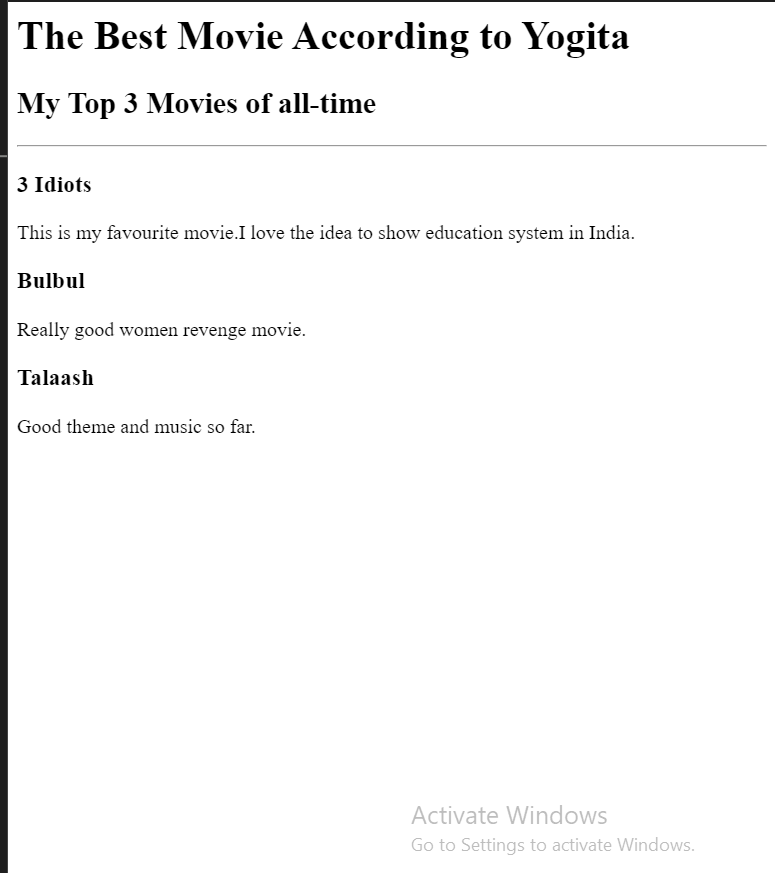 The Best Movie According to Yogita
My Top 3 Movies of all-time
3 Idiots
This is my favourite movie.I love the idea to show education system in India.
Bulbul
Really good women revenge movie.
Talaash
Good theme and music so far.
Activate Windows
Go to Settings to activate Windows.